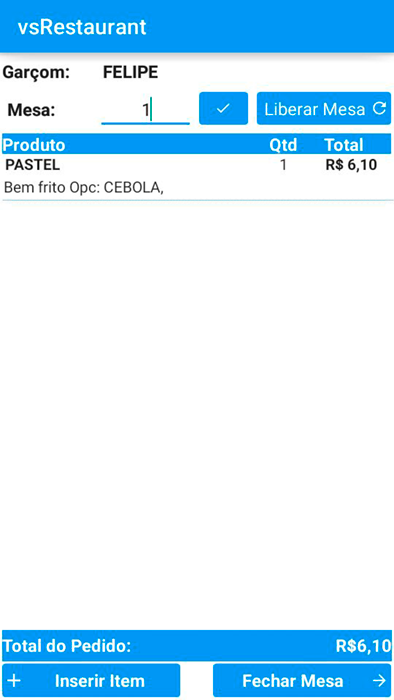 vsRestaurant
Garçom: FELIPE
Mesa: 1 Liberar Mesa
Produto Qtd Total
PASTEL 1 R$ 6,10
Bem frito Opc: CEBOLA,
Total do Pedido: R$6,10
Inserir Item Fechar Mesa